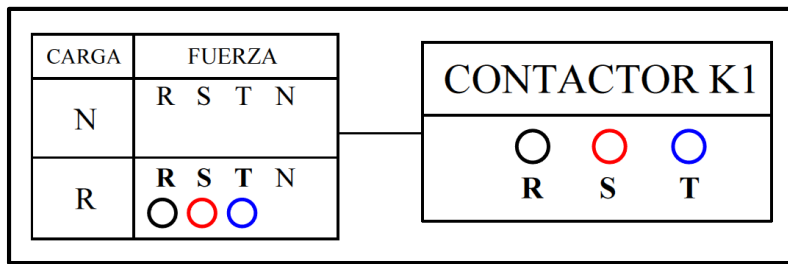 CARGA FUERZA
N R S T N
R R S T N
CONTACTOR K1
R S T